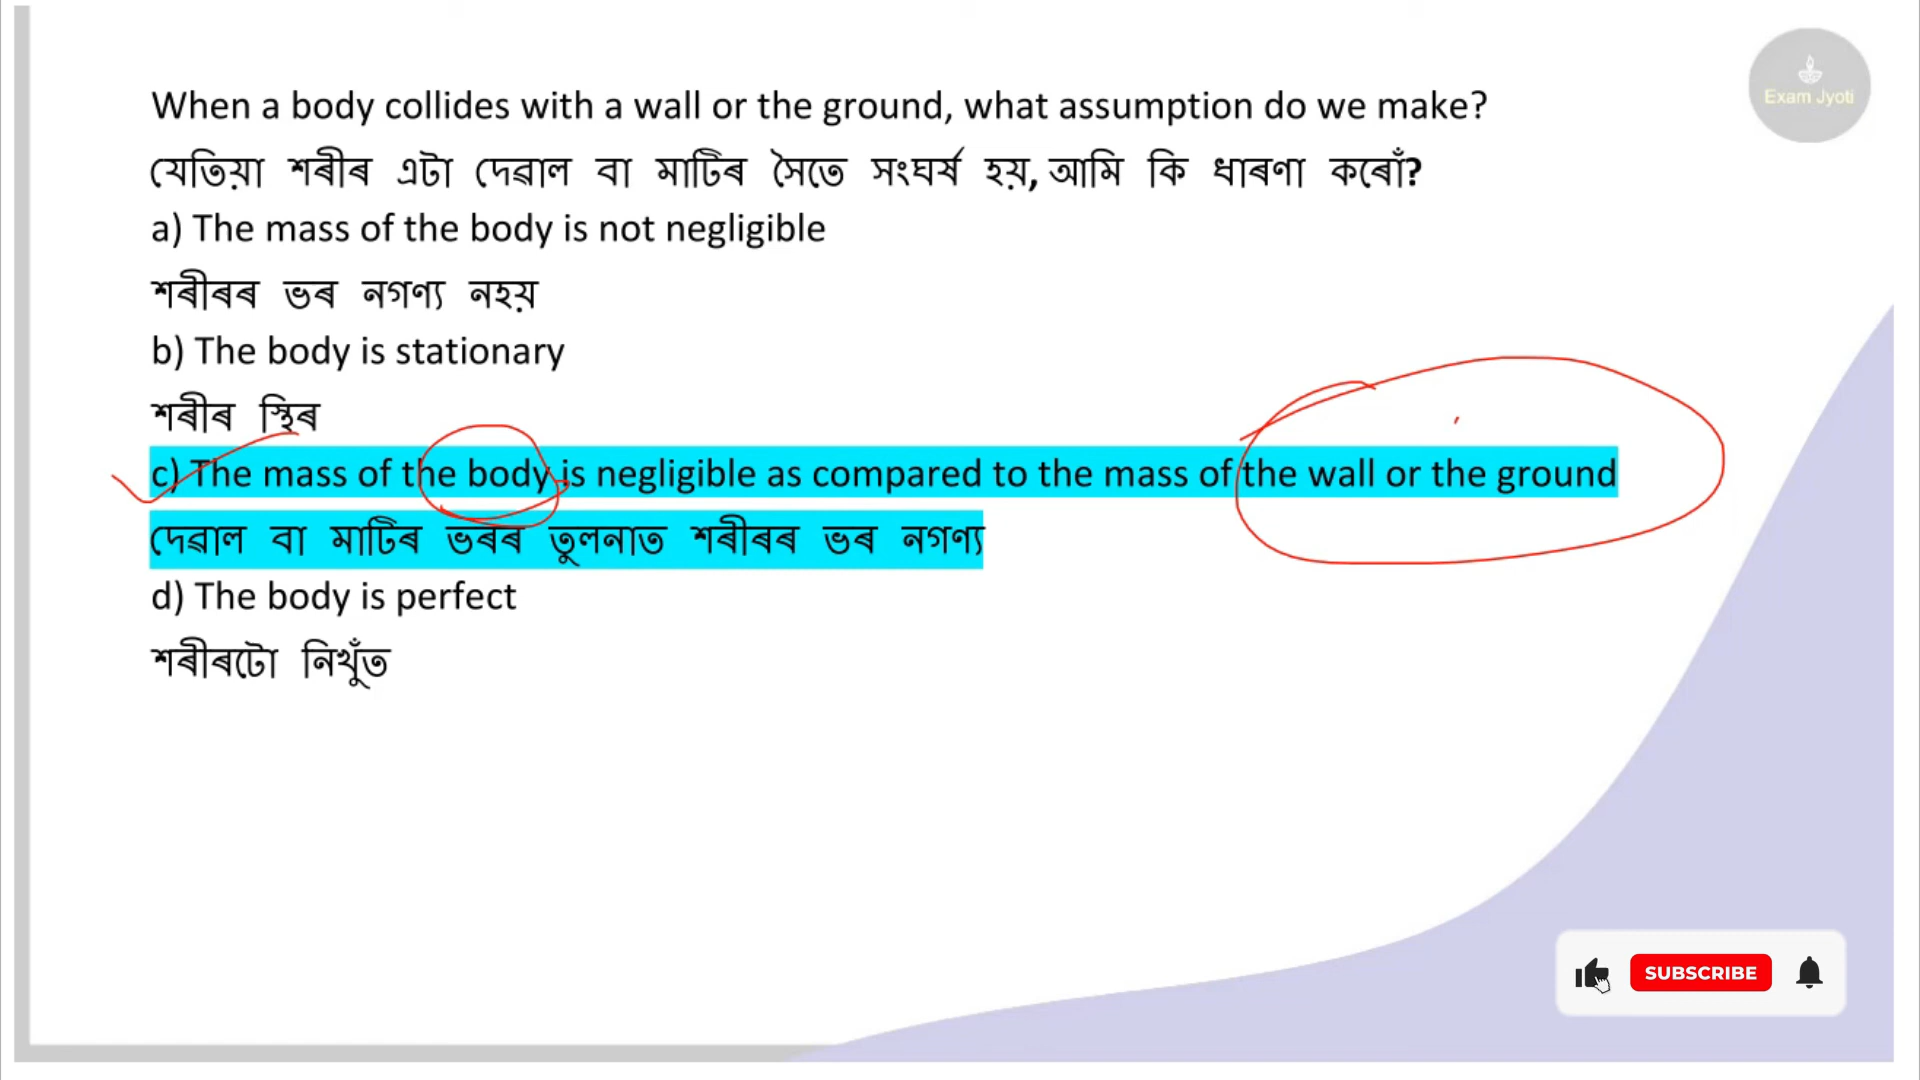 When a body collides with a wall or the ground, what assumption do we make?
যেতিয়া শৰীৰ এটা দেৱাল বা মাটিৰ সৈতে সংঘৰ্ষ হয়, আমি কি ধাৰণা কৰোঁ?
a) The mass of the body is not negligible
শৰীৰৰ ভৰ নগণ্য নহয়
b) The body is stationary
শৰীৰ স্থিৰ
c) The mass of the body is negligible as compared to the mass of the wall or the ground
দেৱাল বা মাটিৰ ভৰৰ তুলনাত শৰীৰৰ ভৰ নগণ্য
d) The body is perfect
শৰীৰটো নিখুঁত
Exam Jyoti
SUBSCRIBE